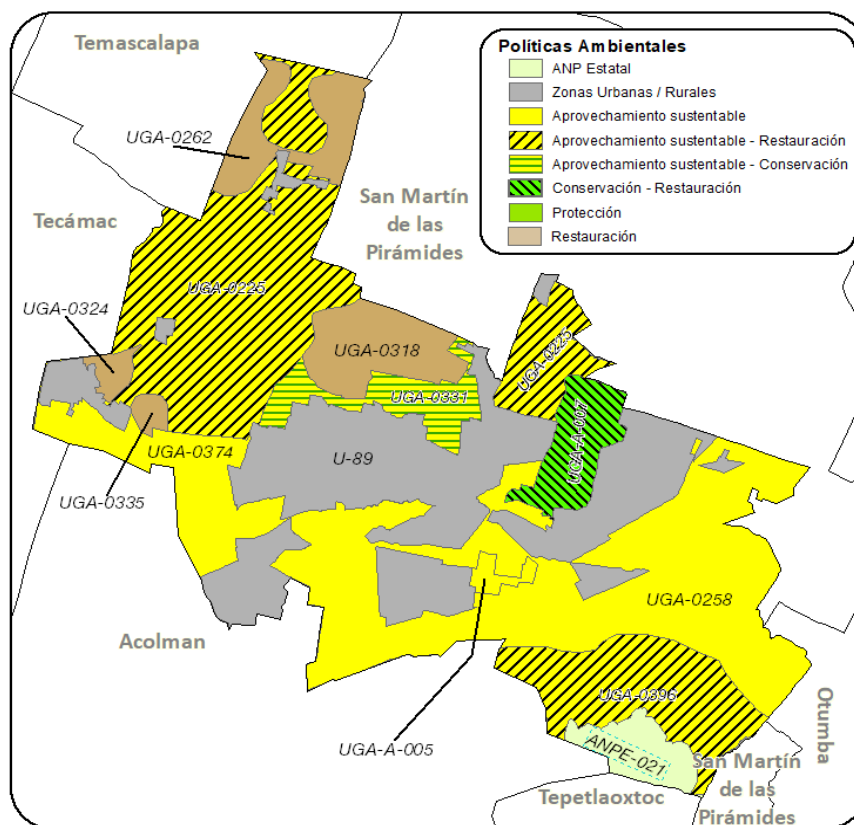 Temascalapa
Políticas Ambientales
ANP Estatal
Zonas Urbanas / Rurales
Aprovechamiento sustentable
Aprovechamiento sustentable - Restauración
Aprovechamiento sustentable - Conservación
Conservación - Restauración
Protección
Restauración
UGA-0262
San Martín
de las
Pirámides
Tecámac
UGA-0225
UGA-0324
UGA-0318
UGA-0225
UGA-0331
UGA-A-007
UGA-0374
U-89
UGA-0335
UGA-0258
Acolman
UGA-0396
Otumba
UGA-A-005
ANPE-021
San Martín
de las
Pirámides
Tepetlaoxtoc